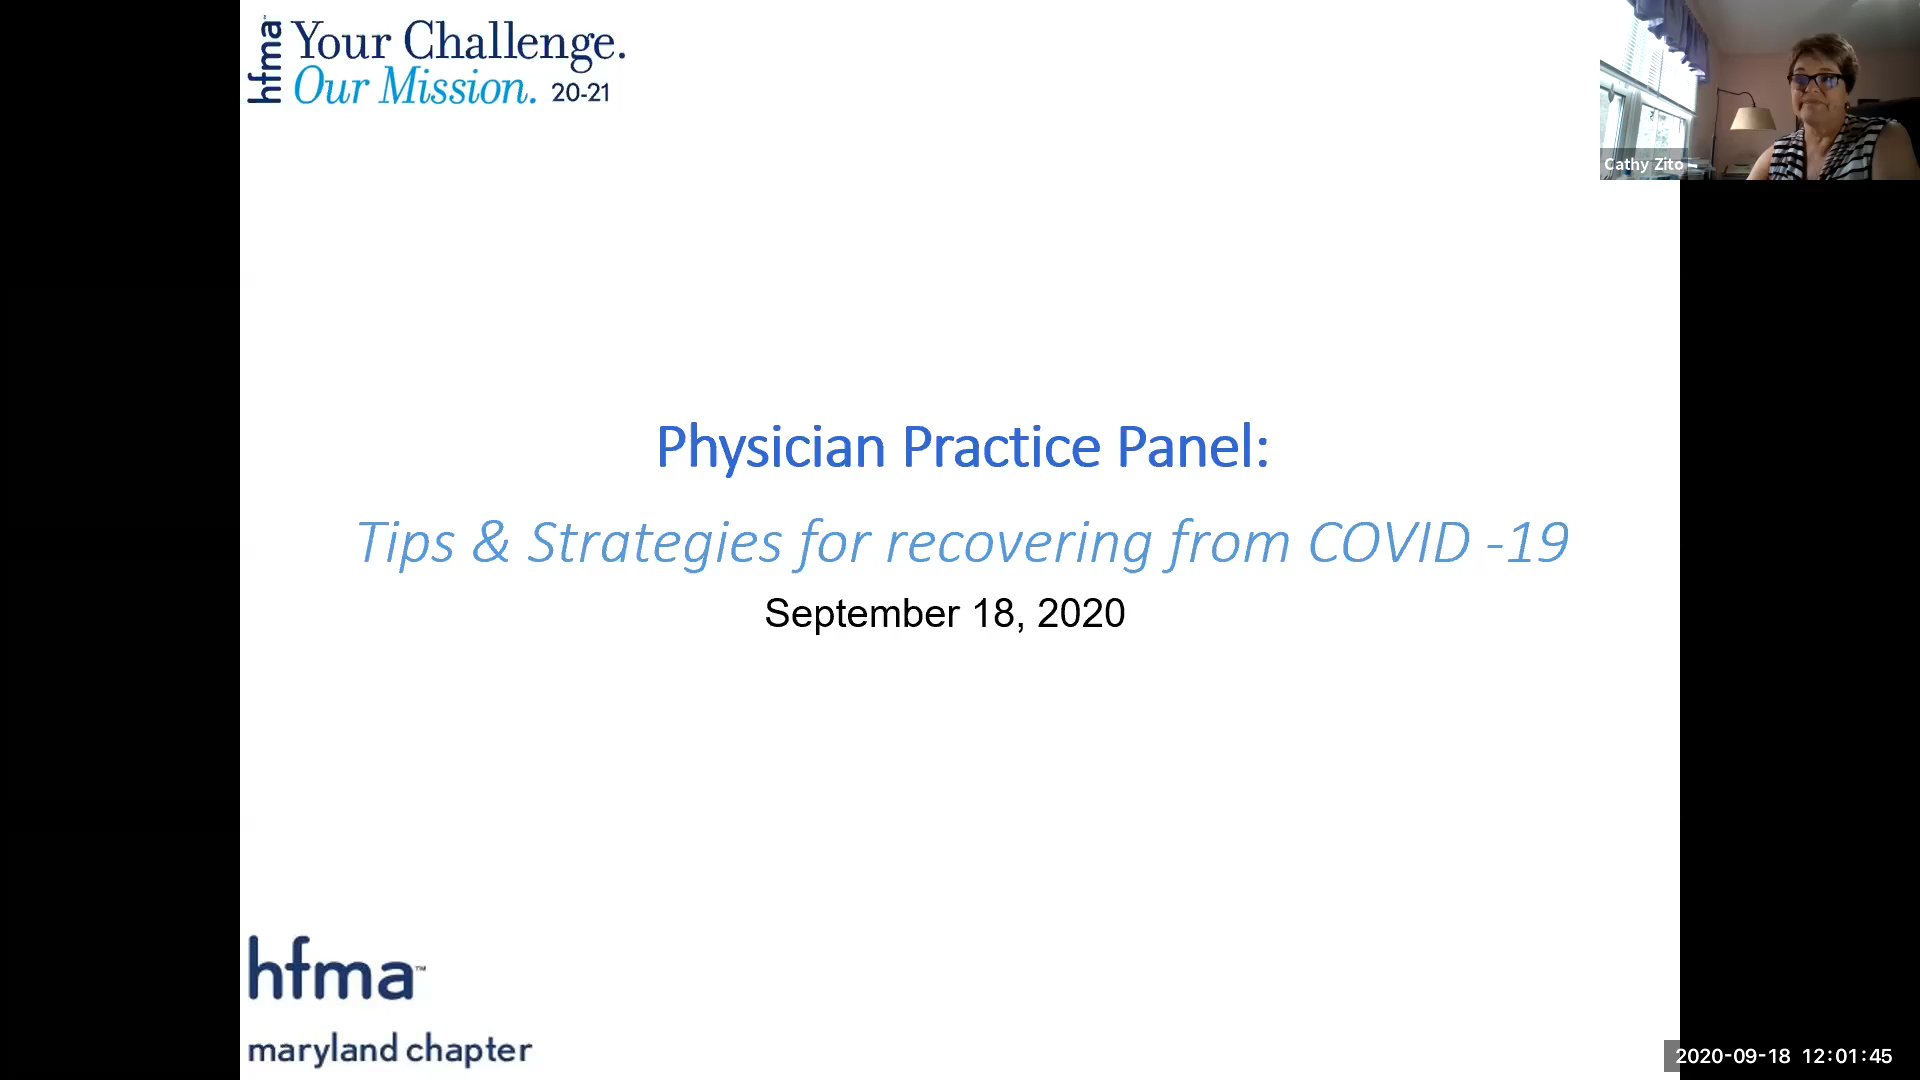 hfma
Your Challenge.
Our Mission. 20-21
Cathy Zito
Physician Practice Panel:
Tips & Strategies for recovering from COVID -19
September 18, 2020
hfma™
maryland chapter
2020-09-18 12:01:45